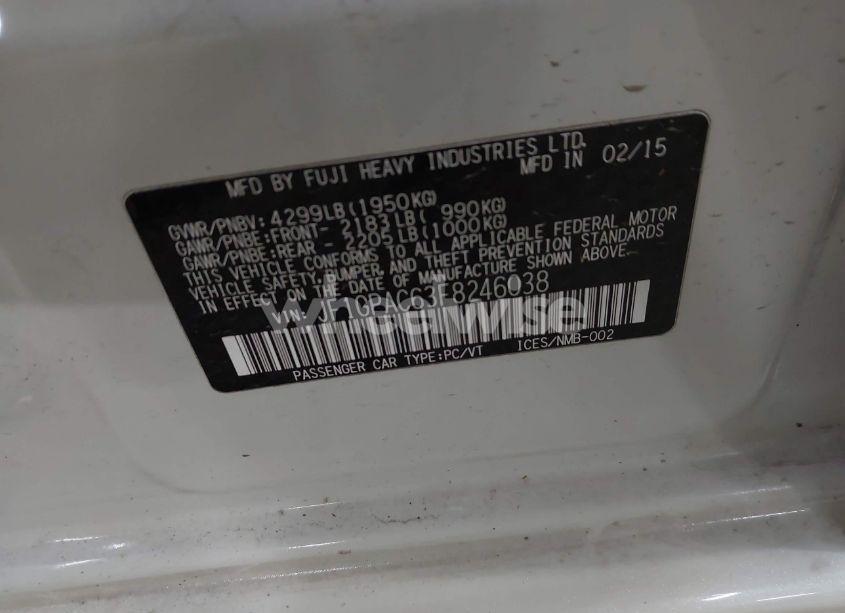 MFD BY FUJI HEAVY INDUSTRIES LTD.
MFD IN 02/15
GVWR/PNBV: 4299LB(1950KG)
GAWR/PNBE:FRONT- 2183LB( 990KG)
GAWR/PNBE:REAR - 2205LB(1000KG)
THIS VEHICLE CONFORMS TO ALL APPLICABLE FEDERAL MOTOR
VEHICLE SAFETY,BUMPER, AND THEFT PREVENTION STANDARDS
IN EFFECT ON THE DATE OF MANUFACTURE SHOWN ABOVE.
VIN: JF1GPAC63F8246038
wheelwise
PASSENGER CAR TYPE:PC/VT ICES/NMB-002